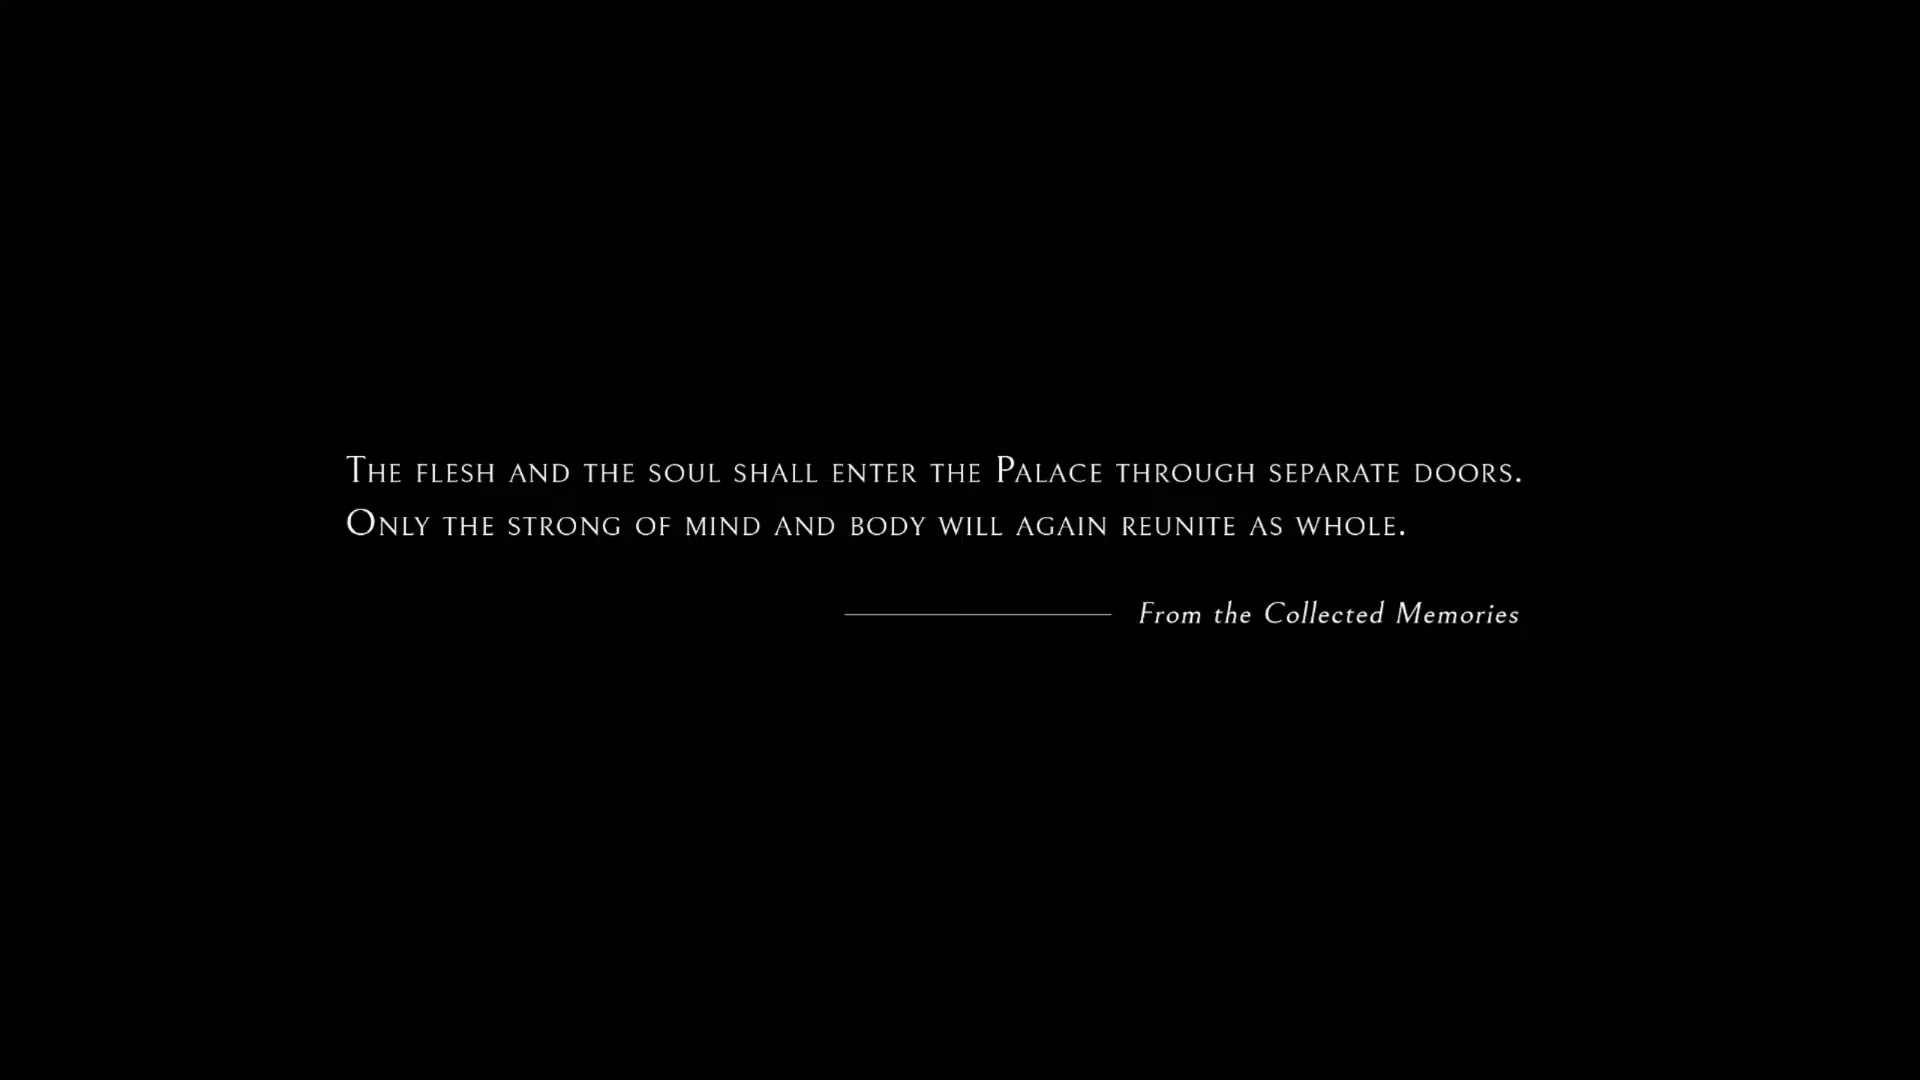 The flesh and the soul shall enter the Palace through separate doors.
Only the strong of mind and body will again reunite as whole.
From the Collected Memories